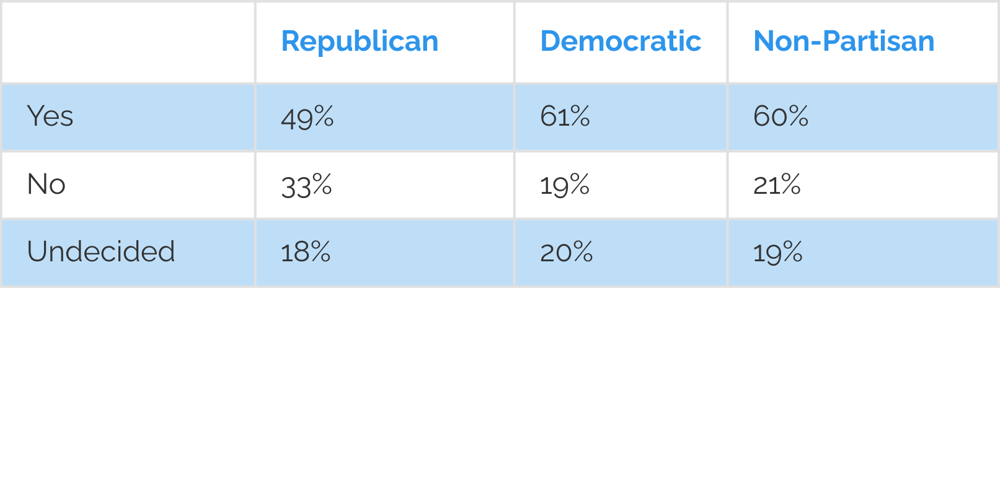 Republican Democratic Non-Partisan
Yes 49% 61% 60%
No 33% 19% 21%
Undecided 18% 20% 19%